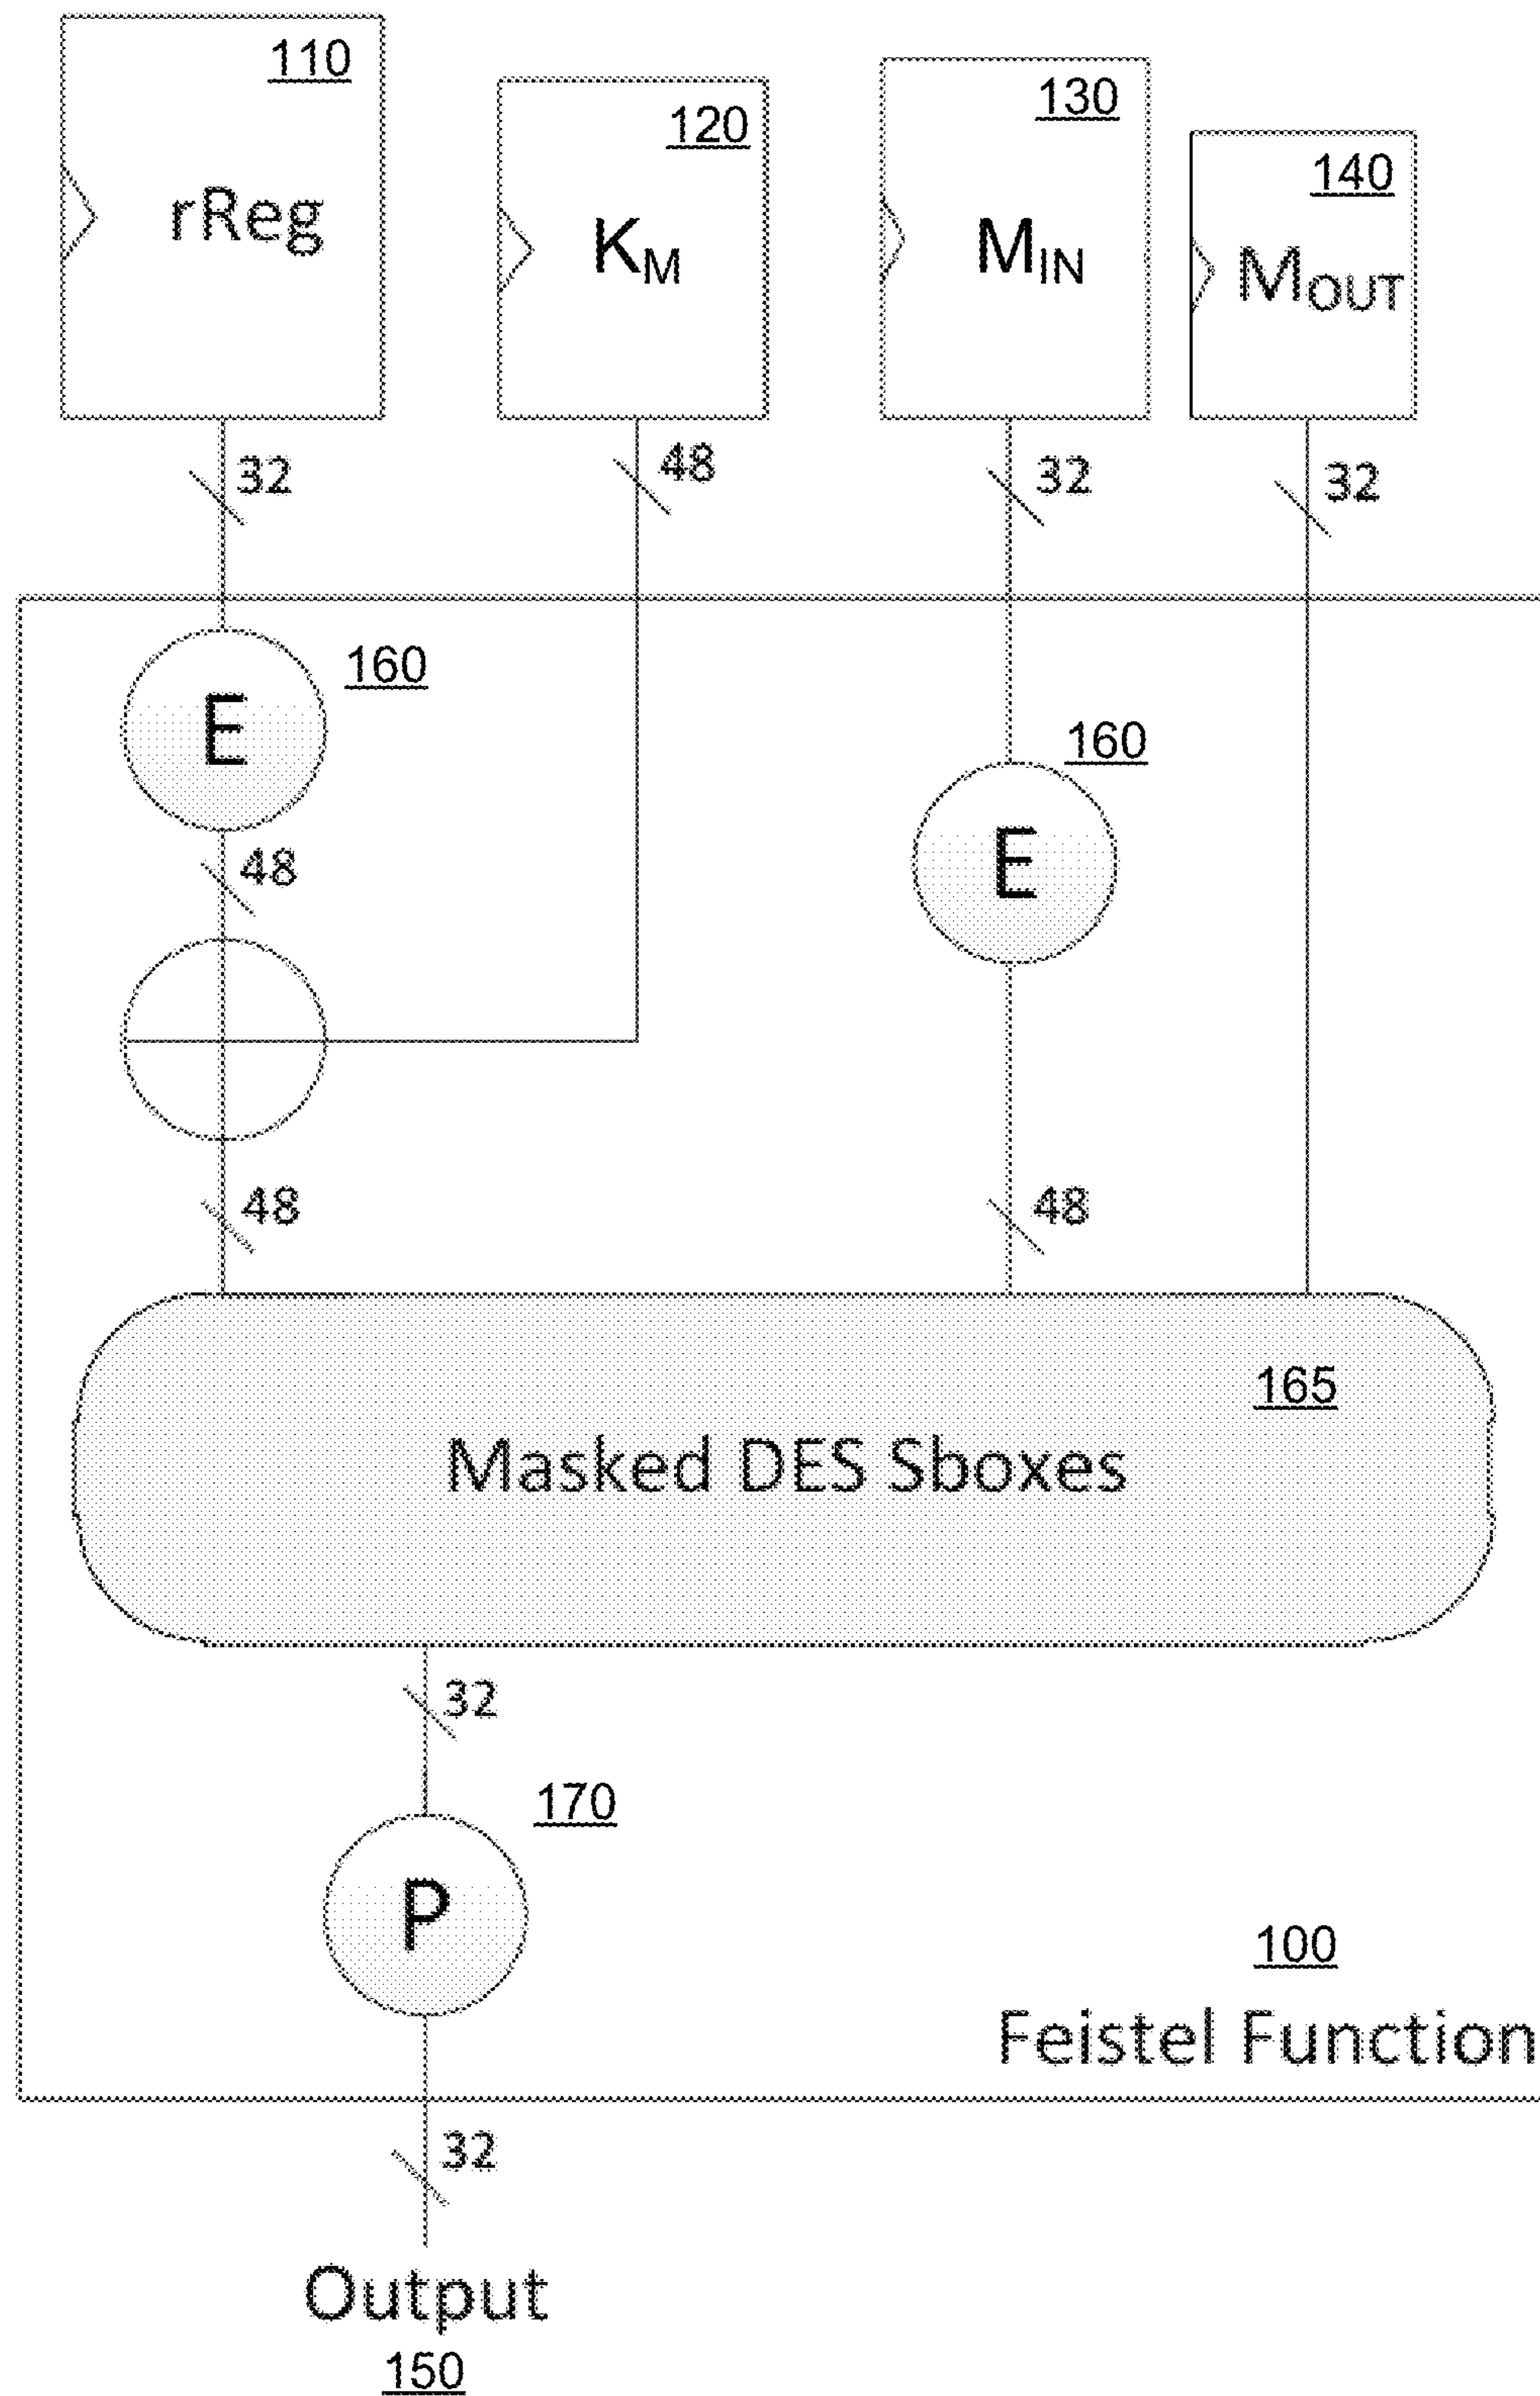 110
rReg
120
KM
130
MIN
140
MOUT
32
48
32
32
160
E
160
E
48
48
48
165
Masked DES Sboxes
32
170
P
100
Feistel Function
32
Output
150